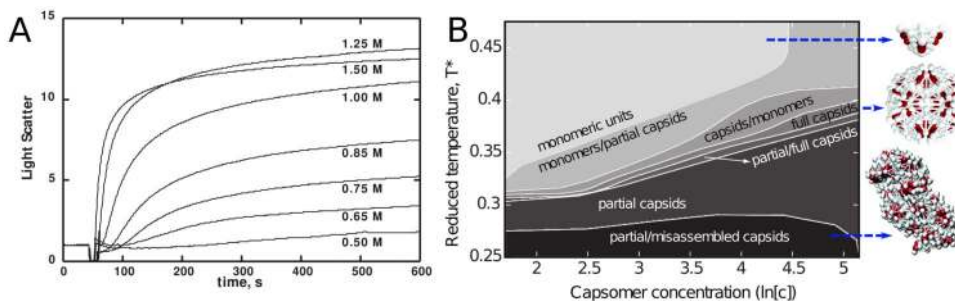 A
Light Scatter
15
10
5
0
1.25 M
1.50 M
1.00 M
0.85 M
0.75 M
0.65 M
0.50 M
0 100 200 300 400 500 600
time, s
B
Reduced temperature, T*
0.45
0.4
0.35
0.3
0.25
monomeric units
monomers/partial capsids
capsids/monomers
full capsids
partial/full capsids
partial capsids
partial/misassembled capsids
2 2.5 3 3.5 4 4.5 5
Capsomer concentration (ln[c])